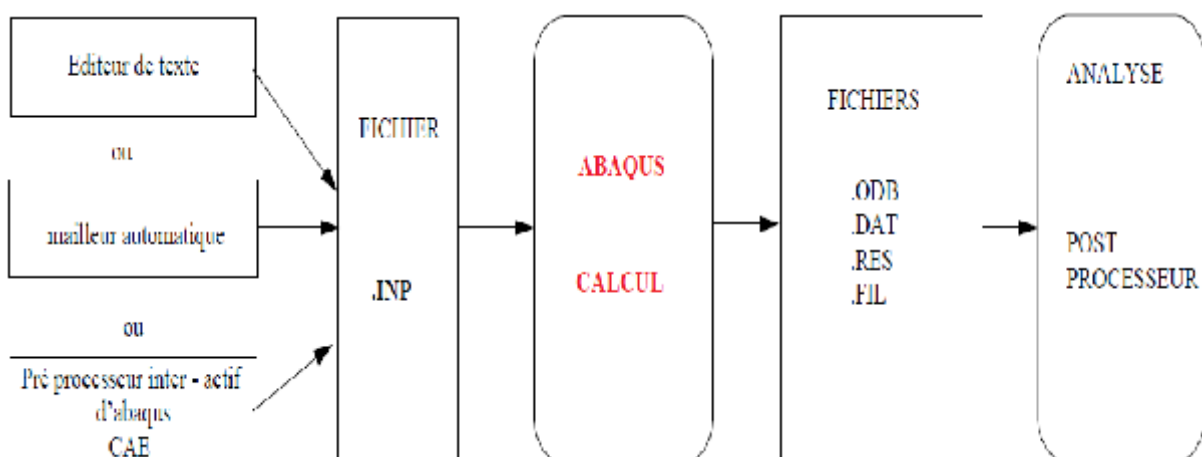 Editeur de texte
ou
mailleur automatique
ou
Pré processeur inter - actif
d'abaqus
CAE
FICHIER
.INP
ABAQUS
CALCUL
FICHIERS
.ODB
.DAT
.RES
.FIL
ANALYSE
POST
PROCESSEUR